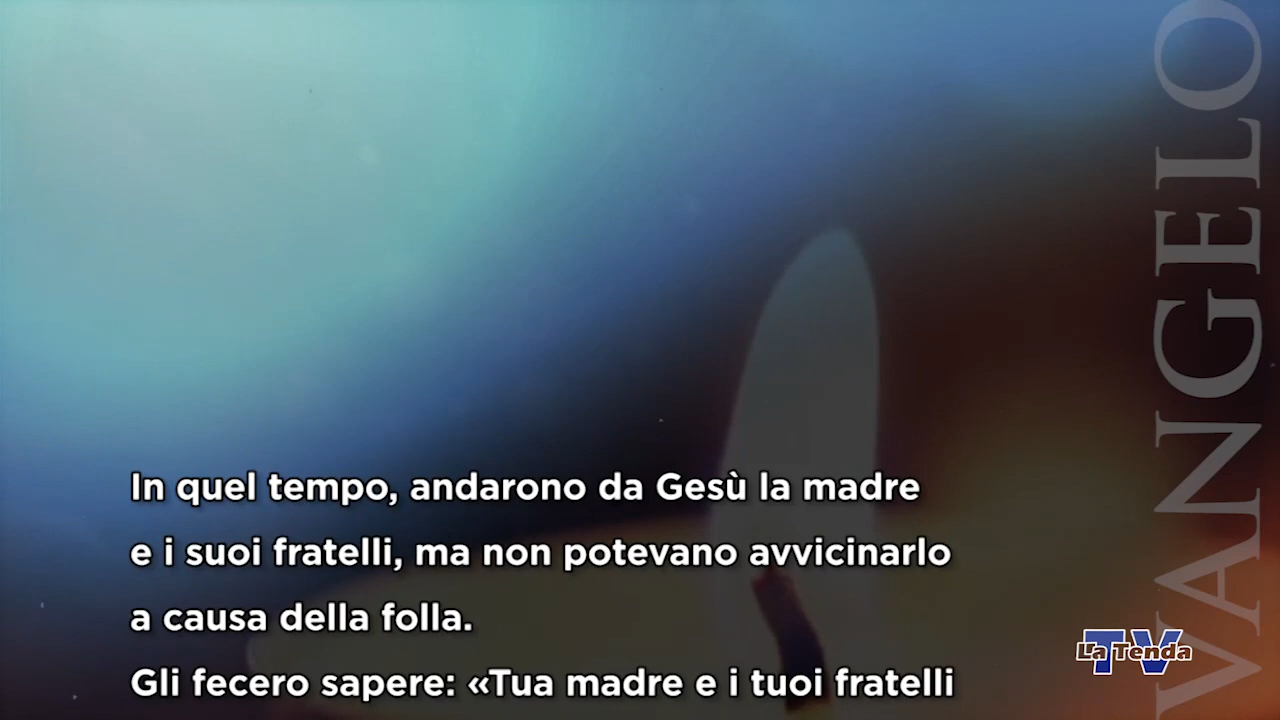 In quel tempo, andarono da Gesù la madre
e i suoi fratelli, ma non potevano avvicinarlo
a causa della folla.
Gli fecero sapere: «Tua madre e i tuoi fratelli
VANGELO
TV
La Tenda